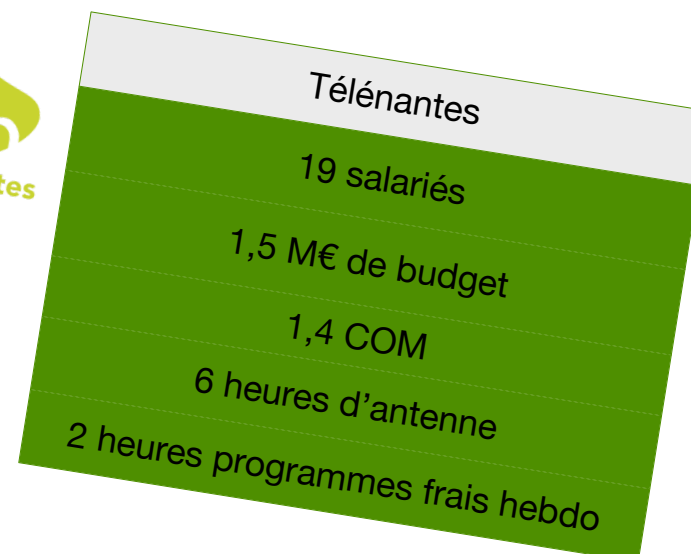 Télénantes
19 salariés
1,5 M€ de budget
1,4 COM
6 heures d’antenne
2 heures programmes frais hebdo